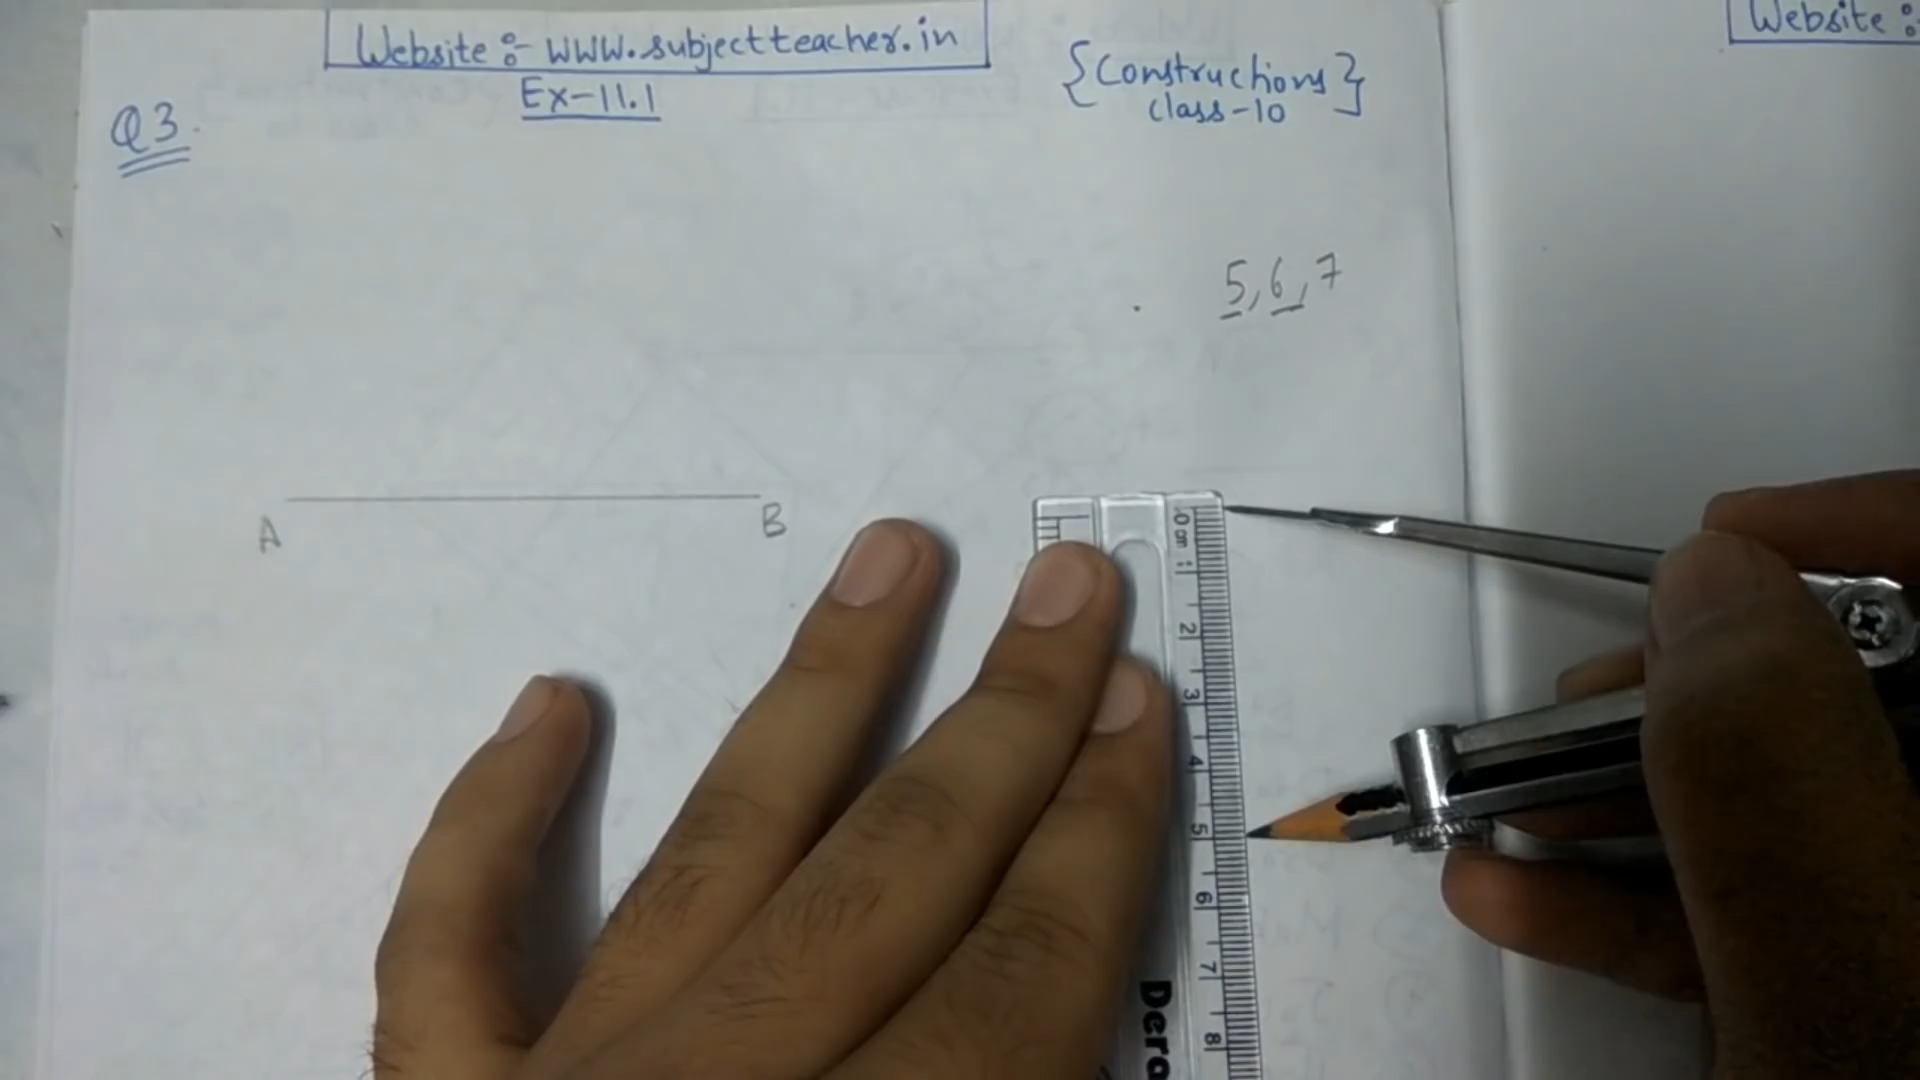 Website :- www.subjectteacher.in
Website :
Ex-11.1
{Constructions}
class-10
Q3.
5, 6, 7
A
B
0 cm 1 2 3 4 5 6 7 8